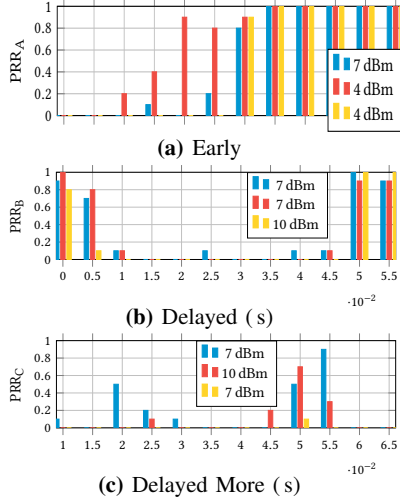 PRR_A
1
0.8
0.6
0.4
0.2
0
7 dBm
4 dBm
4 dBm
(a) Early
PRR_B
1
0.8
0.6
0.4
0.2
0
7 dBm
7 dBm
10 dBm
0 0.5 1 1.5 2 2.5 3 3.5 4 4.5 5 5.5
·10⁻²
(b) Delayed (s)
PRR_C
1
0.8
0.6
0.4
0.2
0
7 dBm
10 dBm
7 dBm
1 1.5 2 2.5 3 3.5 4 4.5 5 5.5 6 6.5
·10⁻²
(c) Delayed More (s)